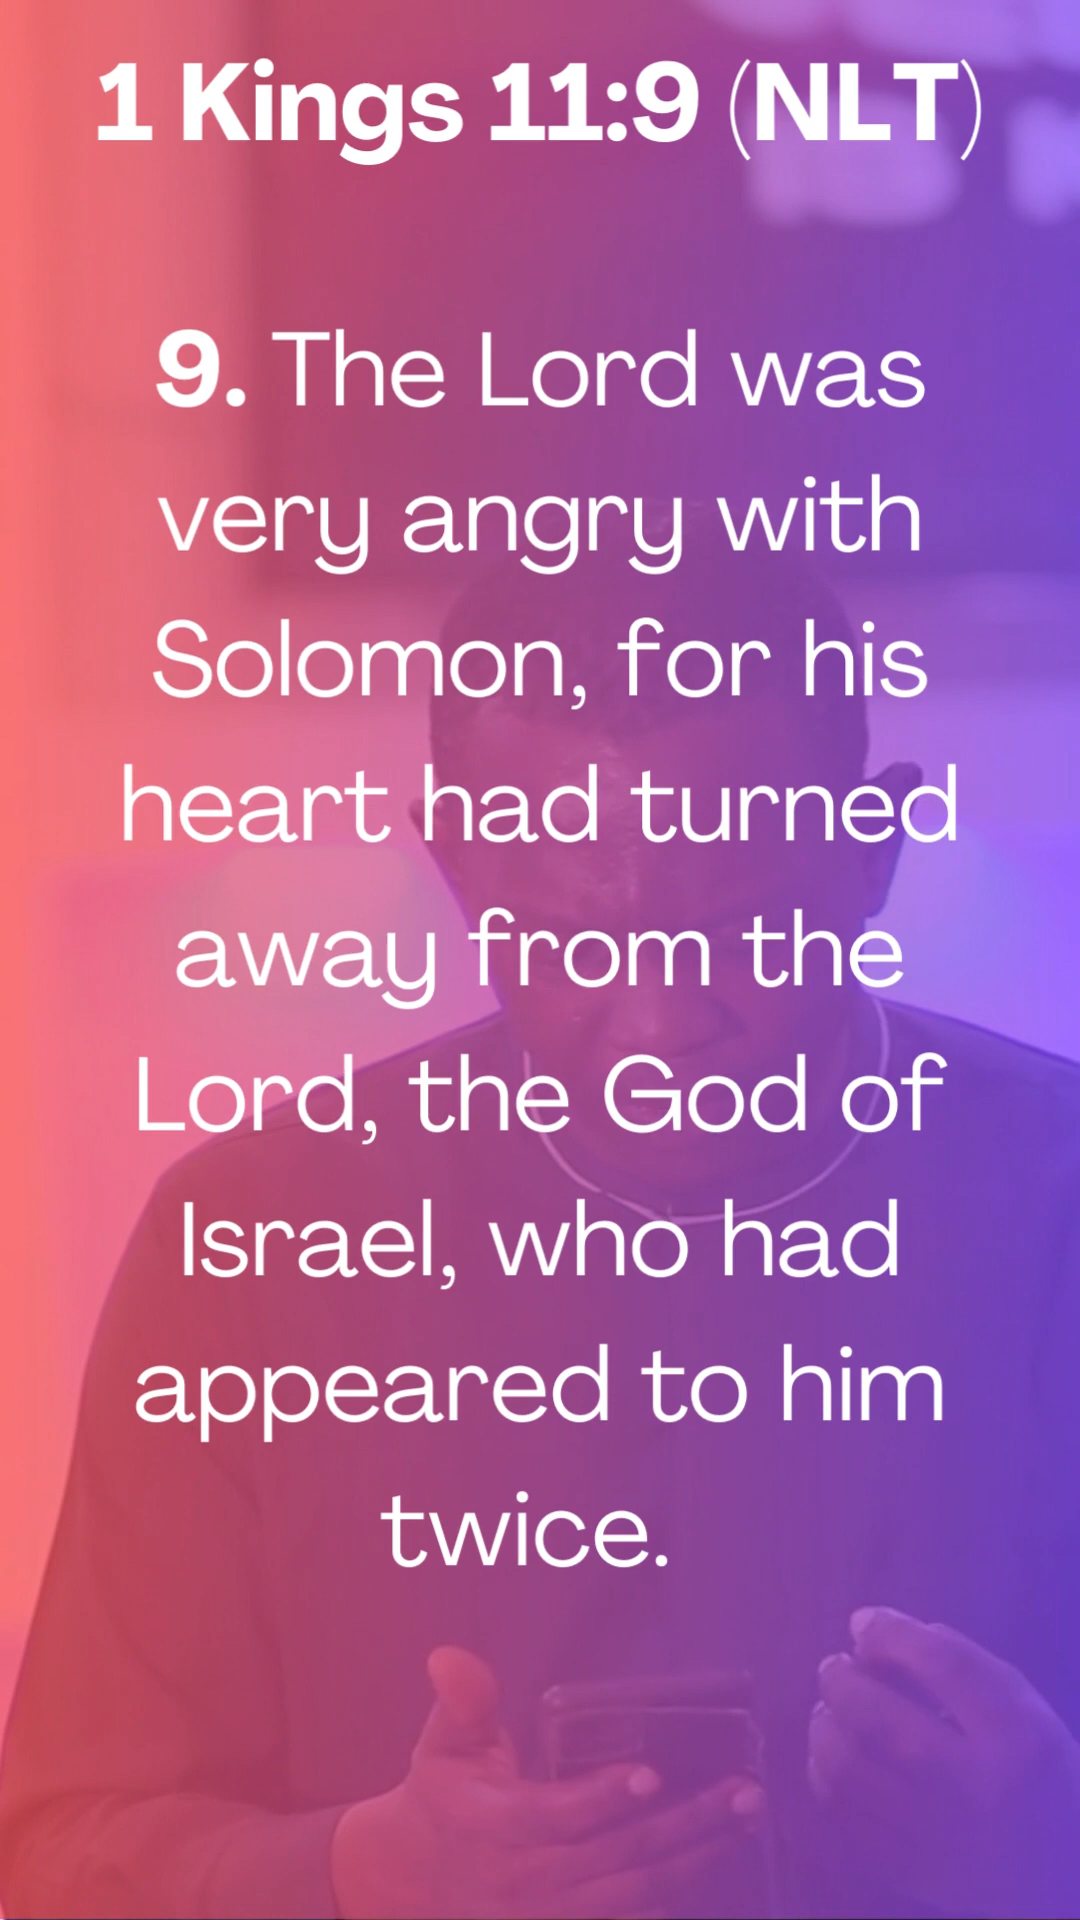 1 Kings 11:9 (NLT)
9. The Lord was
very angry with
Solomon, for his
heart had turned
away from the
Lord, the God of
Israel, who had
appeared to him
twice.